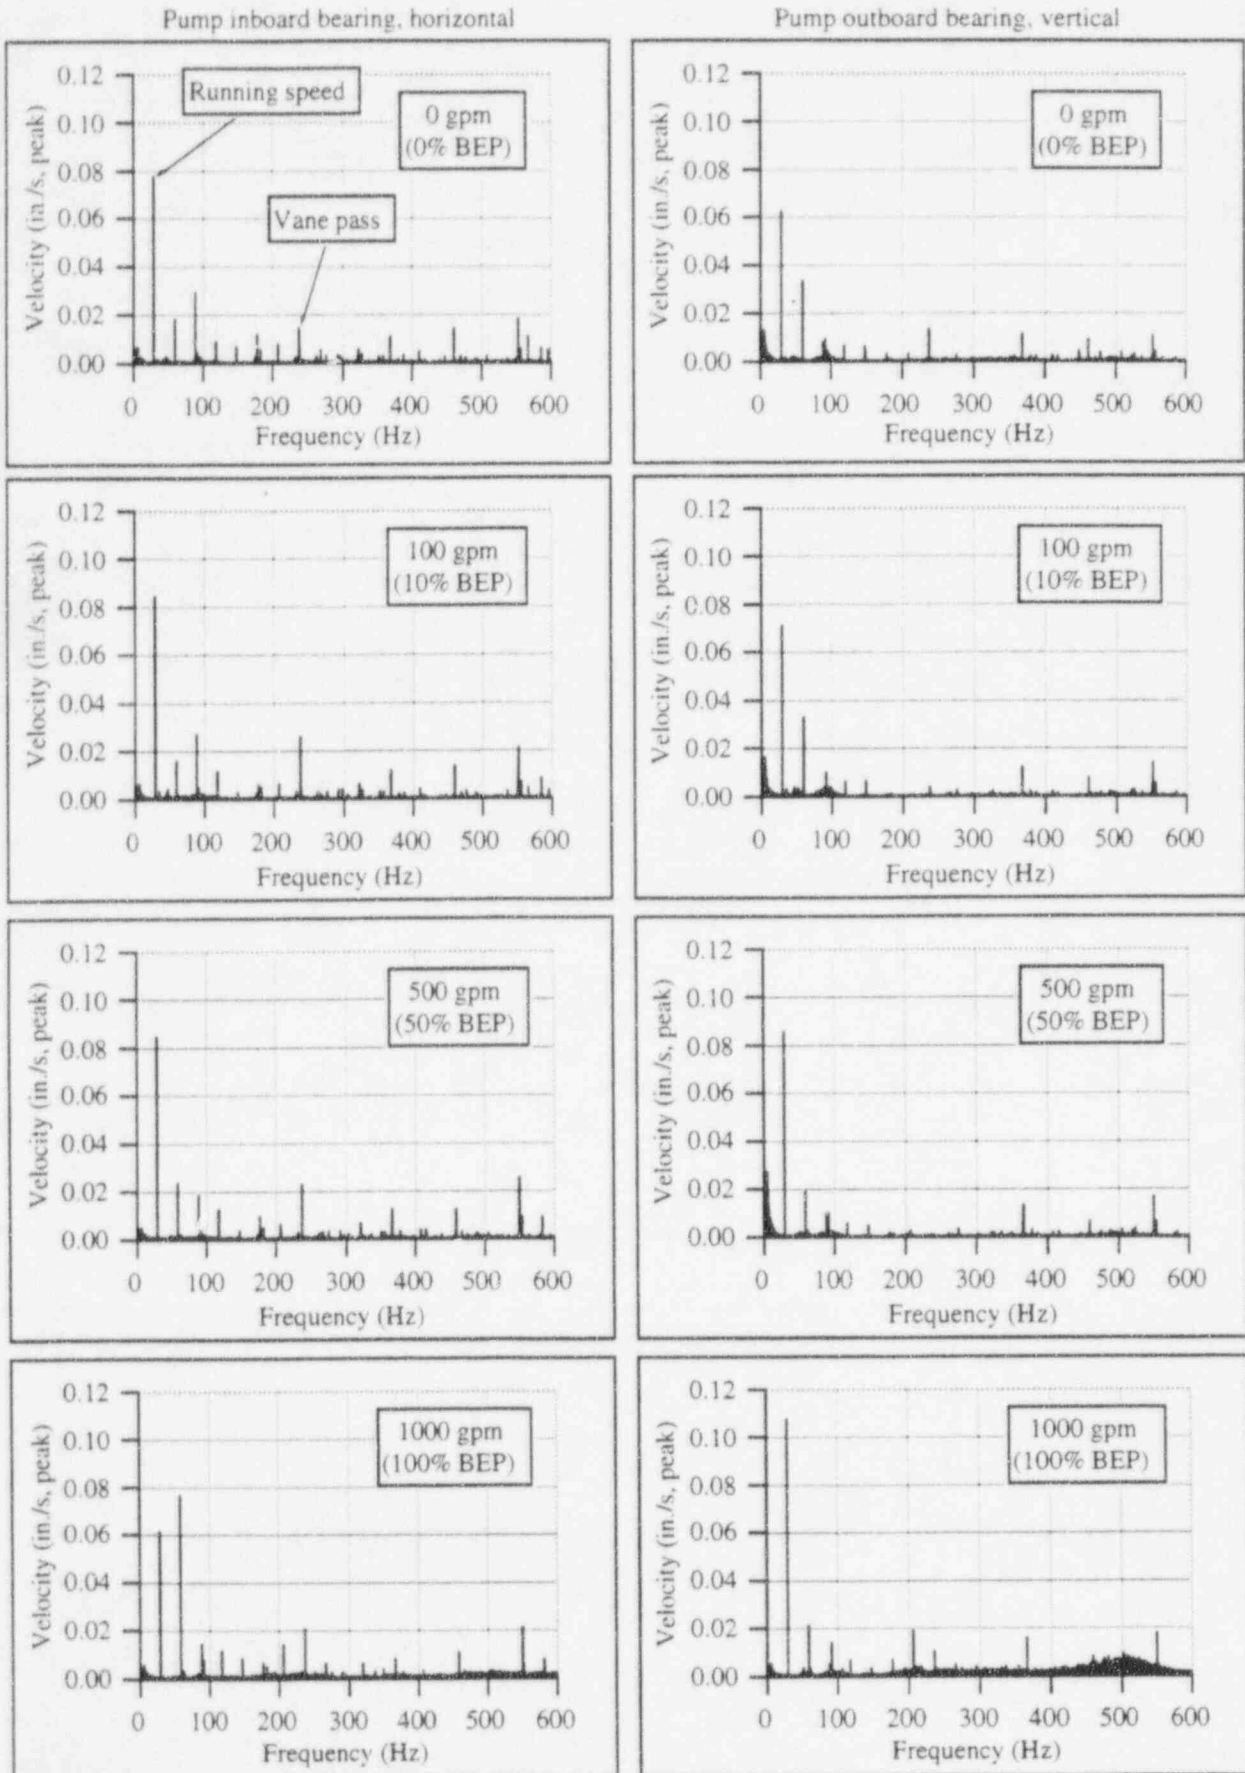 Pump inboard bearing, horizontal
Velocity (in./s, peak)
0.12
0.10
0.08
0.06
0.04
0.02
0.00
Running speed
Vane pass
0 gpm
(0% BEP)
0 100 200 300 400 500 600
Frequency (Hz)
Pump outboard bearing, vertical
Velocity (in./s, peak)
0.12
0.10
0.08
0.06
0.04
0.02
0.00
0 gpm
(0% BEP)
0 100 200 300 400 500 600
Frequency (Hz)
Velocity (in./s, peak)
0.12
0.10
0.08
0.06
0.04
0.02
0.00
100 gpm
(10% BEP)
0 100 200 300 400 500 600
Frequency (Hz)
Velocity (in./s, peak)
0.12
0.10
0.08
0.06
0.04
0.02
0.00
100 gpm
(10% BEP)
0 100 200 300 400 500 600
Frequency (Hz)
Velocity (in./s, peak)
0.12
0.10
0.08
0.06
0.04
0.02
0.00
500 gpm
(50% BEP)
0 100 200 300 400 500 600
Frequency (Hz)
Velocity (in./s, peak)
0.12
0.10
0.08
0.06
0.04
0.02
0.00
500 gpm
(50% BEP)
0 100 200 300 400 500 600
Frequency (Hz)
Velocity (in./s, peak)
0.12
0.10
0.08
0.06
0.04
0.02
0.00
1000 gpm
(100% BEP)
0 100 200 300 400 500 600
Frequency (Hz)
Velocity (in./s, peak)
0.12
0.10
0.08
0.06
0.04
0.02
0.00
1000 gpm
(100% BEP)
0 100 200 300 400 500 600
Frequency (Hz)